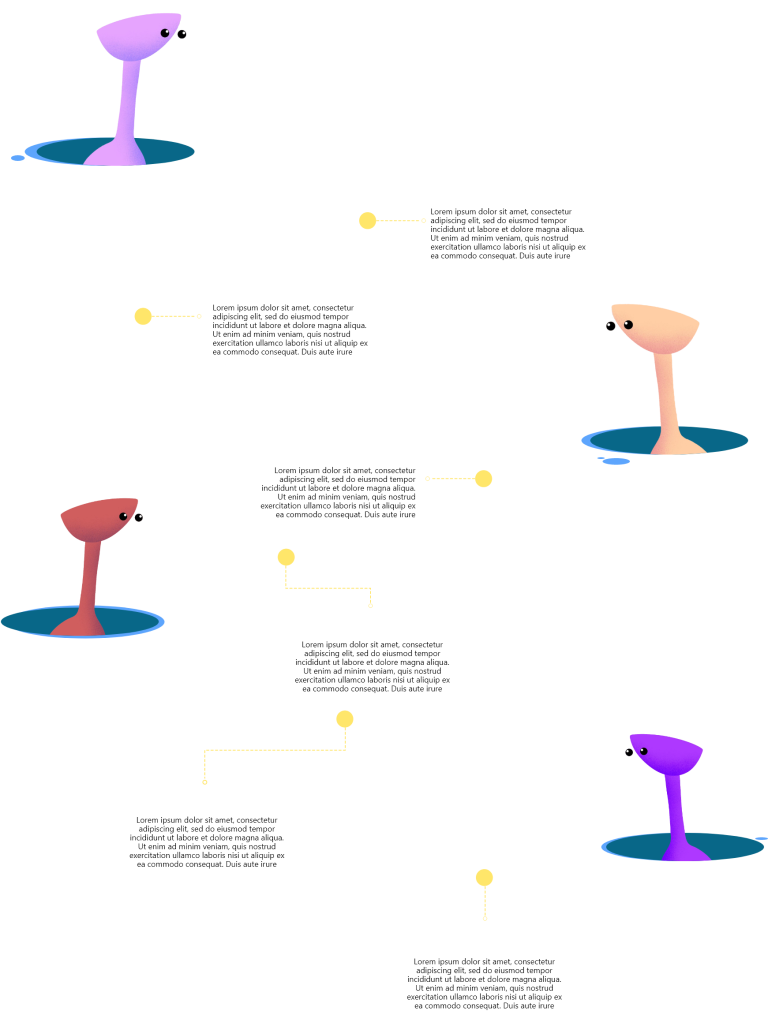 Lorem ipsum dolor sit amet, consectetur
adipiscing elit, sed do eiusmod tempor
incididunt ut labore et dolore magna aliqua.
Ut enim ad minim veniam, quis nostrud
exercitation ullamco laboris nisi ut aliquip ex
ea commodo consequat. Duis aute irure
Lorem ipsum dolor sit amet, consectetur
adipiscing elit, sed do eiusmod tempor
incididunt ut labore et dolore magna aliqua.
Ut enim ad minim veniam, quis nostrud
exercitation ullamco laboris nisi ut aliquip ex
ea commodo consequat. Duis aute irure
Lorem ipsum dolor sit amet, consectetur
adipiscing elit, sed do eiusmod tempor
incididunt ut labore et dolore magna aliqua.
Ut enim ad minim veniam, quis nostrud
exercitation ullamco laboris nisi ut aliquip ex
ea commodo consequat. Duis aute irure
Lorem ipsum dolor sit amet, consectetur
adipiscing elit, sed do eiusmod tempor
incididunt ut labore et dolore magna aliqua.
Ut enim ad minim veniam, quis nostrud
exercitation ullamco laboris nisi ut aliquip ex
ea commodo consequat. Duis aute irure
Lorem ipsum dolor sit amet, consectetur
adipiscing elit, sed do eiusmod tempor
incididunt ut labore et dolore magna aliqua.
Ut enim ad minim veniam, quis nostrud
exercitation ullamco laboris nisi ut aliquip ex
ea commodo consequat. Duis aute irure
Lorem ipsum dolor sit amet, consectetur
adipiscing elit, sed do eiusmod tempor
incididunt ut labore et dolore magna aliqua.
Ut enim ad minim veniam, quis nostrud
exercitation ullamco laboris nisi ut aliquip ex
ea commodo consequat. Duis aute irure